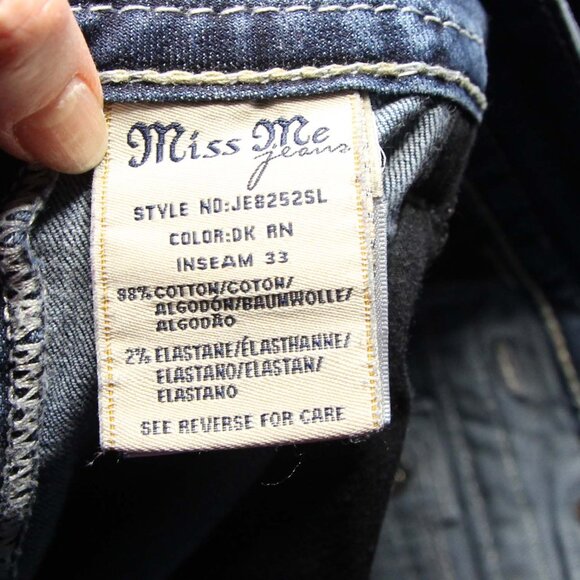 Miss Me
jeans
STYLE NO:JE8252SL
COLOR:DK RN
INSEAM 33
98% COTTON/COTON/
ALGODÓN/BAUMWOLLE/
ALGODÃO
2% ELASTANE/ÉLASTHANNE/
ELASTANO/ELASTAN/
ELASTANO
SEE REVERSE FOR CARE